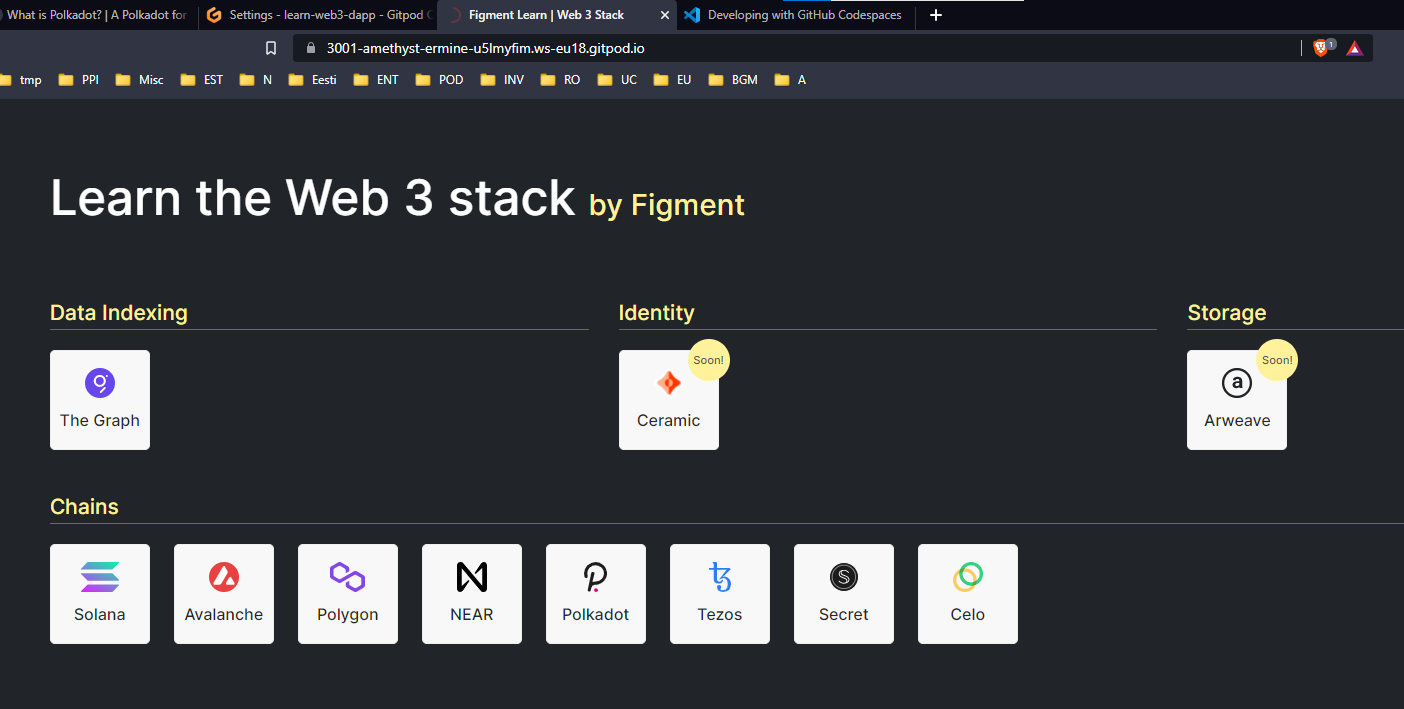 What is Polkadot? | A Polkadot for
Settings - learn-web3-dapp - Gitpod
Figment Learn | Web 3 Stack
Developing with GitHub Codespaces
3001-amethyst-ermine-u5lmyfim.ws-eu18.gitpod.io
1
tmp PPI Misc EST N Eesti ENT POD INV RO UC EU BGM A
Learn the Web 3 stack by Figment
Data Indexing
The Graph
Identity
Soon!
Ceramic
Storage
Soon!
a
Arweave
Chains
Solana
Avalanche
Polygon
NEAR
Polkadot
Tezos
S
Secret
Celo